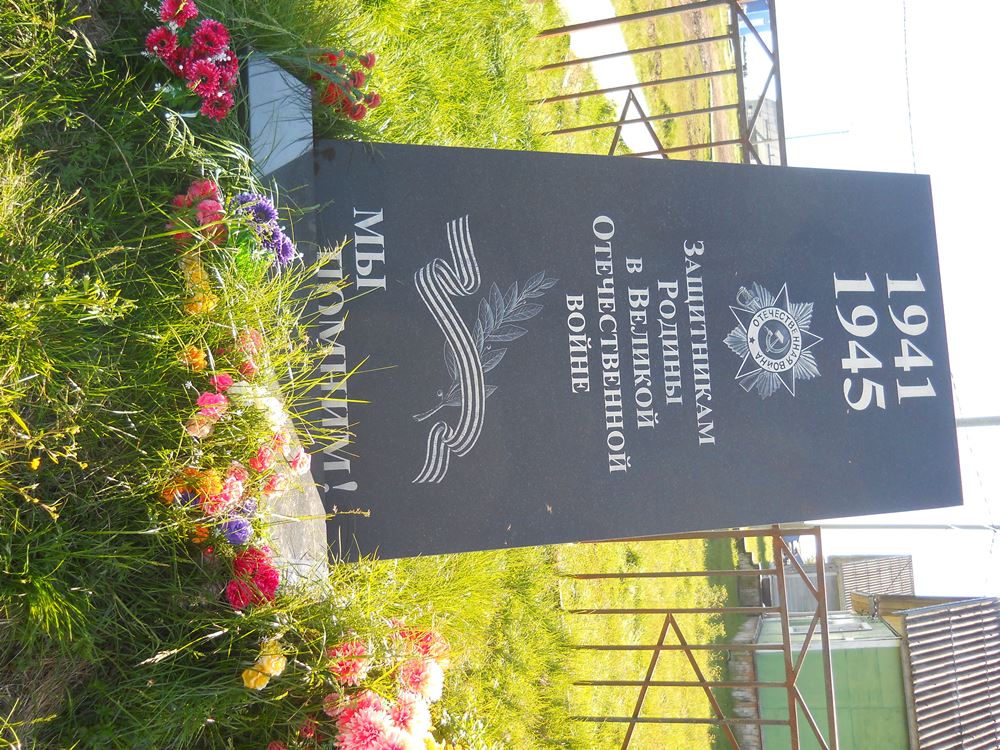 1941
1945
ОТЕЧЕСТВЕННАЯ ВОЙНА
ЗАЩИТНИКАМ
РОДИНЫ
В ВЕЛИКОЙ
ОТЕЧЕСТВЕННОЙ
ВОЙНЕ
МЫ
ПОМНИМ!